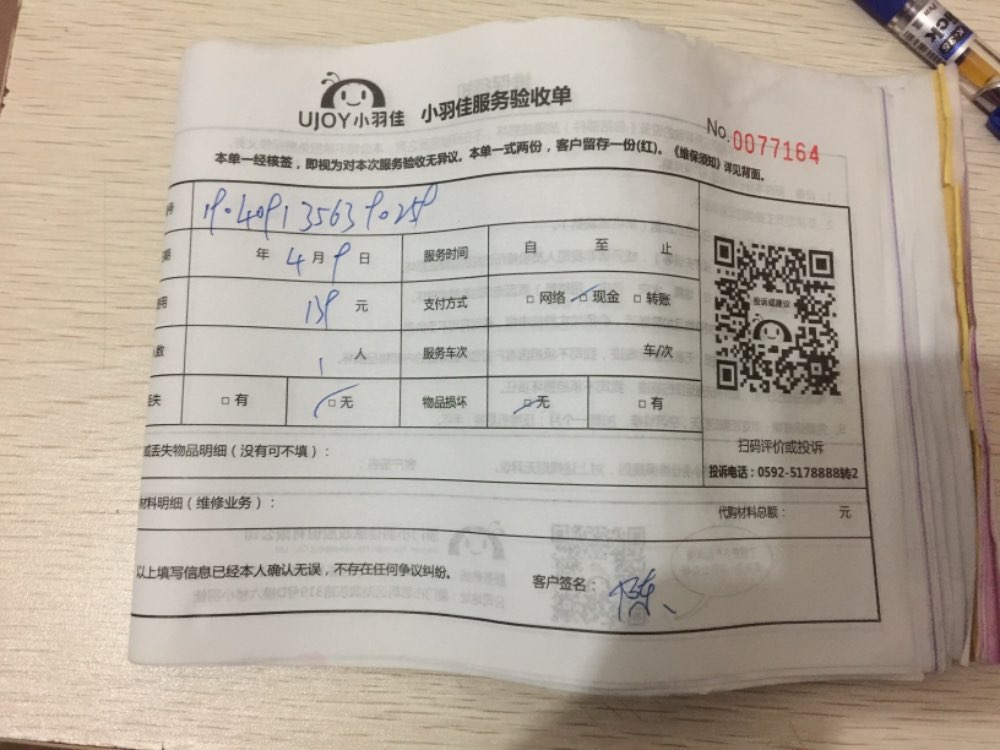 UJOY小羽佳 小羽佳服务验收单
No.0077164
本单一经核签，即视为对本次服务验收无异议。本单一式两份，客户留存一份(红)。《维保须知》详见背面。
年4月9日 服务时间 自 至 止
元 支付方式 □网络 □现金 □转账
投诉或建议
人数 1人 服务车次 车/次
□有 □无 物品损坏 □无 □有
丢失物品明细（没有可不填）：
扫码评价或投诉
投诉电话：0592-5178888转2
材料明细（维修业务）：
代购材料总额： 元
以上填写信息已经本人确认无误，不存在任何争议纠纷。
客户签名：